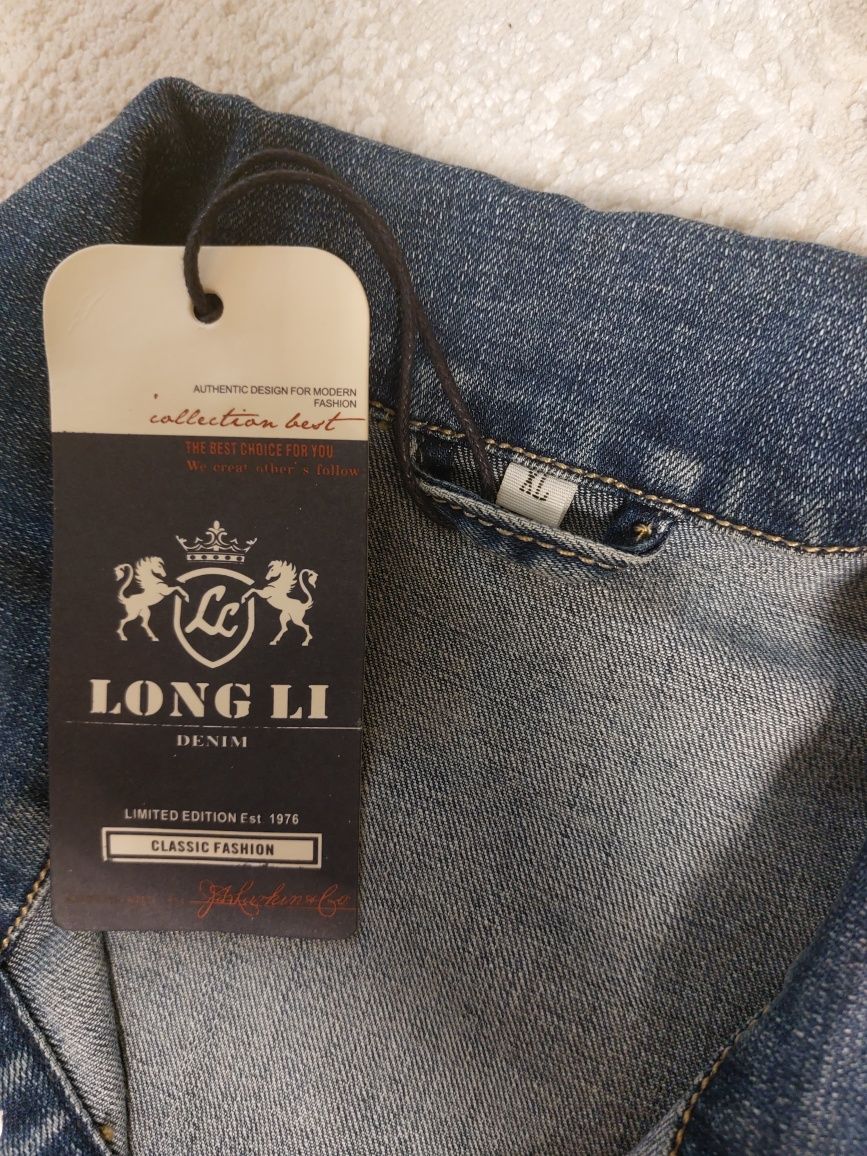 AUTHENTIC DESIGN FOR MODERN
FASHION
collection best
THE BEST CHOICE FOR YOU
We creat other's follow
Lc
LONG LI
DENIM
LIMITED EDITION Est 1976
CLASSIC FASHION
XL